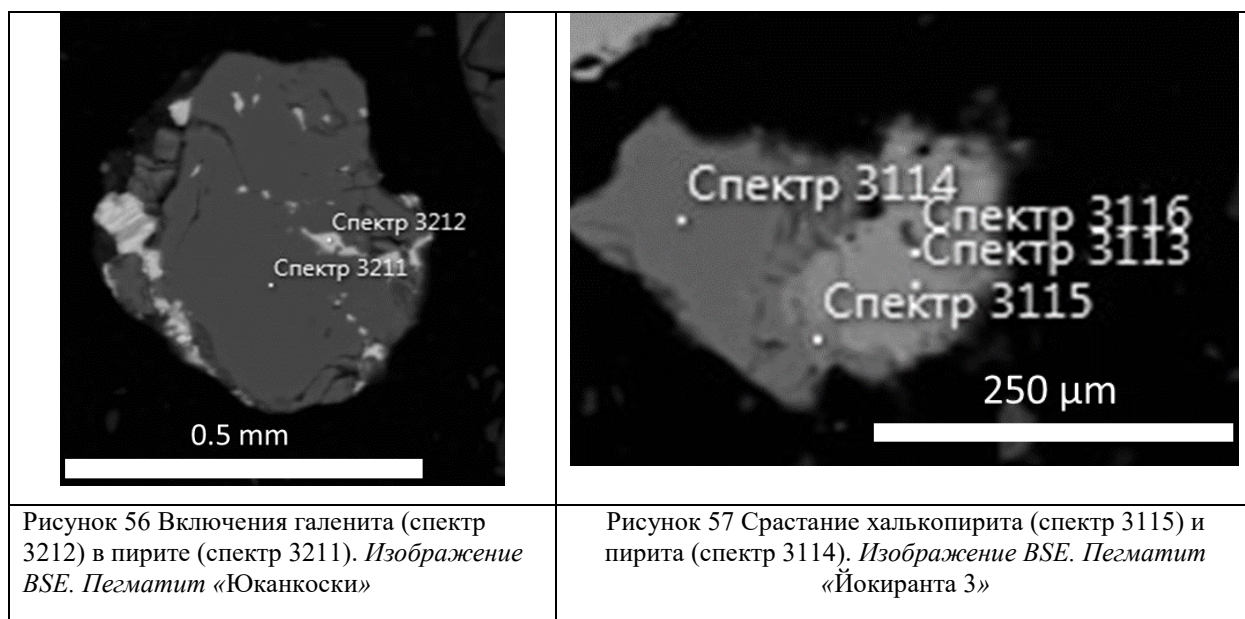 Спектр 3212
Спектр 3211
0.5 mm
Спектр 3114
Спектр 3116
Спектр 3113
Спектр 3115
250 µm
Рисунок 56 Включения галенита (спектр
3212) в пирите (спектр 3211). Изображение
BSE. Пегматит «Юканкоски»
Рисунок 57 Срастание халькопирита (спектр 3115) и
пирита (спектр 3114). Изображение BSE. Пегматит
«Йокиранта 3»